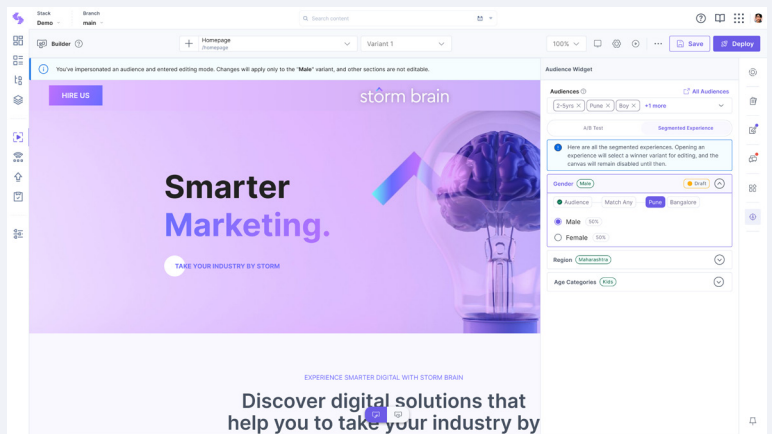 Stack
Demo
Branch
main
Search content
Builder
Homepage
/homepage
Variant 1
100%
Save
Deploy
You've impersonated an audience and entered editing mode. Changes will apply only to the "Male" variant, and other sections are not editable.
HIRE US
storm brain
Smarter
Marketing.
TAKE YOUR INDUSTRY BY STORM
EXPERIENCE SMARTER DIGITAL WITH STORM BRAIN
Discover digital solutions that
help you to take your industry by
Audience Widget
Audiences
All Audiences
2-5yrs
Pune
Boy
+1 more
A/B Test
Segmented Experience
Here are all the segmented experiences. Opening an
experience will select a winner variant for editing, and the
canvas will remain disabled until then.
Gender
Male
Draft
Audience
Match Any
Pune
Bangalore
Male
50%
Female
50%
Region
Maharashtra
Age Categories
Kids